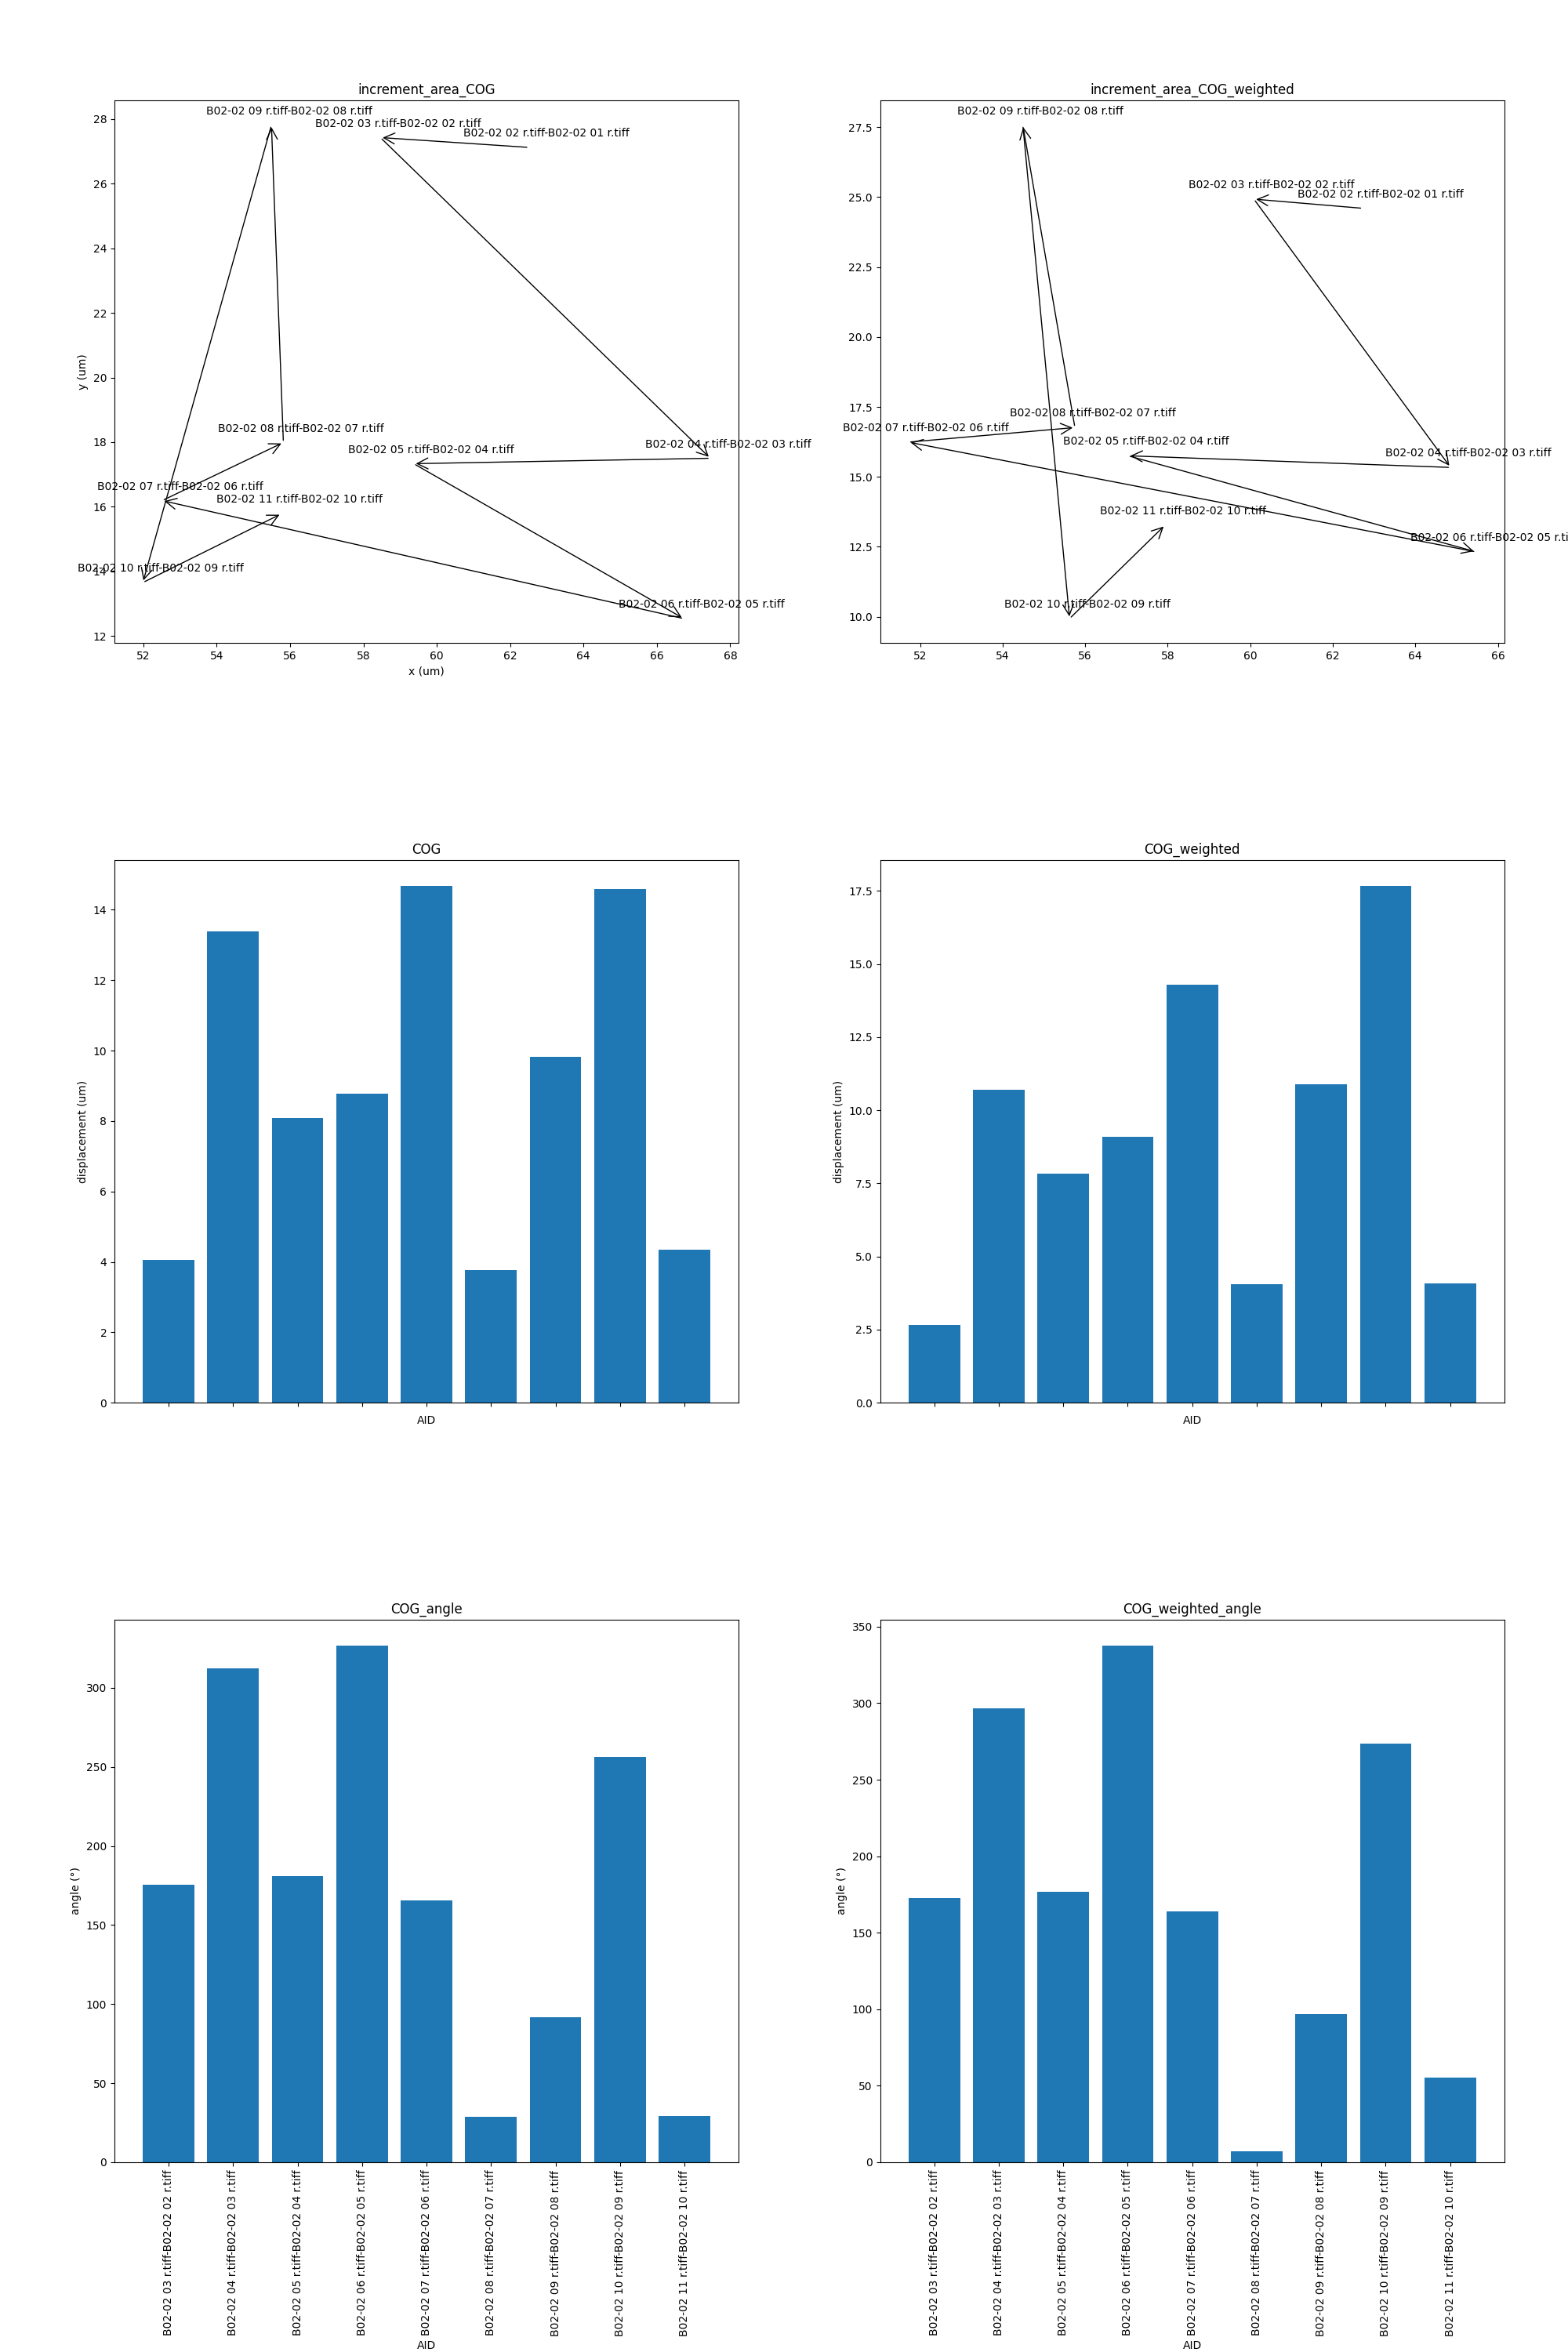 increment_area_COG
increment_area_COG_weighted
B02-02 09 r.tiff-B02-02 08 r.tiff
B02-02 03 r.tiff-B02-02 02 r.tiff
B02-02 02 r.tiff-B02-02 01 r.tiff
B02-02 08 r.tiff-B02-02 07 r.tiff
B02-02 05 r.tiff-B02-02 04 r.tiff
B02-02 04 r.tiff-B02-02 03 r.tiff
B02-02 07 r.tiff-B02-02 06 r.tiff
B02-02 11 r.tiff-B02-02 10 r.tiff
B02-02 10 r.tiff-B02-02 09 r.tiff
B02-02 06 r.tiff-B02-02 05 r.tiff
28
26
24
22
20
18
16
14
12
y (um)
52 54 56 58 60 62 64 66 68
x (um)
B02-02 09 r.tiff-B02-02 08 r.tiff
B02-02 03 r.tiff-B02-02 02 r.tiff
B02-02 02 r.tiff-B02-02 01 r.tiff
B02-02 08 r.tiff-B02-02 07 r.tiff
B02-02 07 r.tiff-B02-02 06 r.tiff
B02-02 05 r.tiff-B02-02 04 r.tiff
B02-02 04 r.tiff-B02-02 03 r.tiff
B02-02 11 r.tiff-B02-02 10 r.tiff
B02-02 06 r.tiff-B02-02 05 r.ti
B02-02 10 r.tiff-B02-02 09 r.tiff
27.5
25.0
22.5
20.0
17.5
15.0
12.5
10.0
52 54 56 58 60 62 64 66
COG
14
12
10
8
6
4
2
0
displacement (um)
AID
COG_weighted
17.5
15.0
12.5
10.0
7.5
5.0
2.5
0.0
displacement (um)
AID
COG_angle
300
250
200
150
100
50
0
angle (°)
B02-02 03 r.tiff-B02-02 02 r.tiff
B02-02 04 r.tiff-B02-02 03 r.tiff
B02-02 05 r.tiff-B02-02 04 r.tiff
B02-02 06 r.tiff-B02-02 05 r.tiff
B02-02 07 r.tiff-B02-02 06 r.tiff
B02-02 08 r.tiff-B02-02 07 r.tiff
B02-02 09 r.tiff-B02-02 08 r.tiff
B02-02 10 r.tiff-B02-02 09 r.tiff
B02-02 11 r.tiff-B02-02 10 r.tiff
AID
COG_weighted_angle
350
300
250
200
150
100
50
0
angle (°)
B02-02 03 r.tiff-B02-02 02 r.tiff
B02-02 04 r.tiff-B02-02 03 r.tiff
B02-02 05 r.tiff-B02-02 04 r.tiff
B02-02 06 r.tiff-B02-02 05 r.tiff
B02-02 07 r.tiff-B02-02 06 r.tiff
B02-02 08 r.tiff-B02-02 07 r.tiff
B02-02 09 r.tiff-B02-02 08 r.tiff
B02-02 10 r.tiff-B02-02 09 r.tiff
B02-02 11 r.tiff-B02-02 10 r.tiff
AID